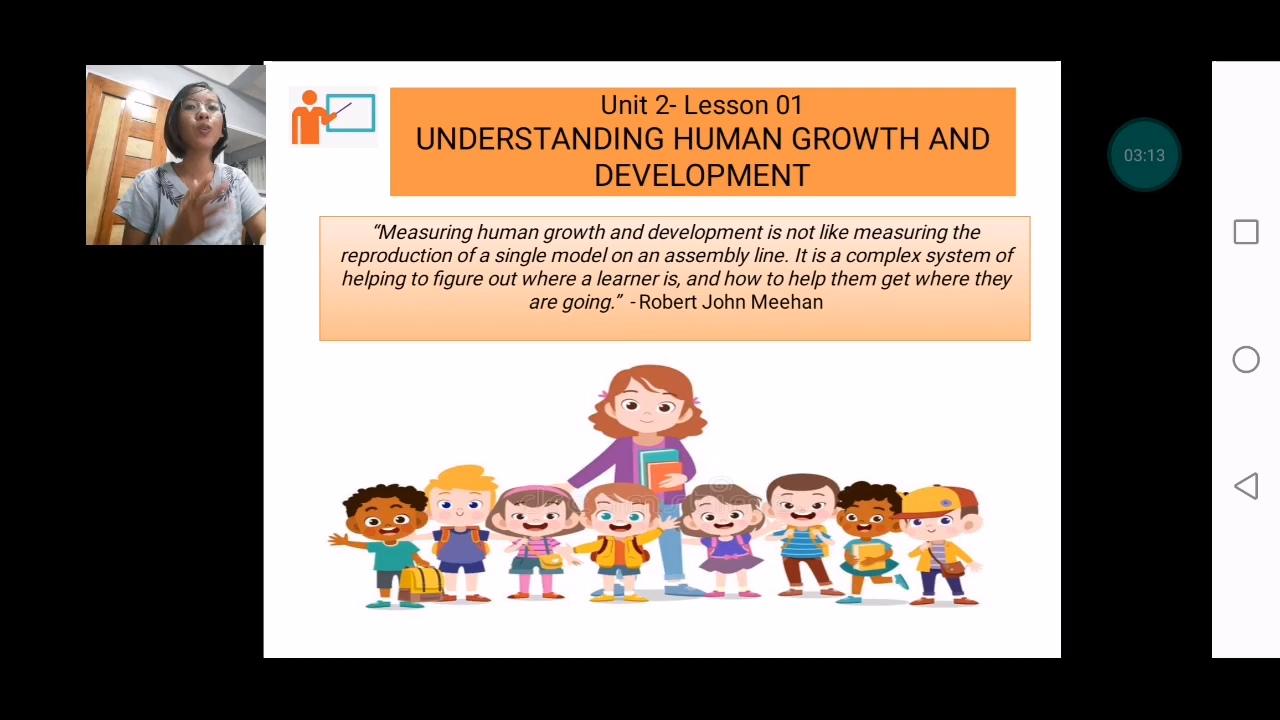 Unit 2- Lesson 01
UNDERSTANDING HUMAN GROWTH AND
DEVELOPMENT
03:13
“Measuring human growth and development is not like measuring the
reproduction of a single model on an assembly line. It is a complex system of
helping to figure out where a learner is, and how to help them get where they
are going.” - Robert John Meehan